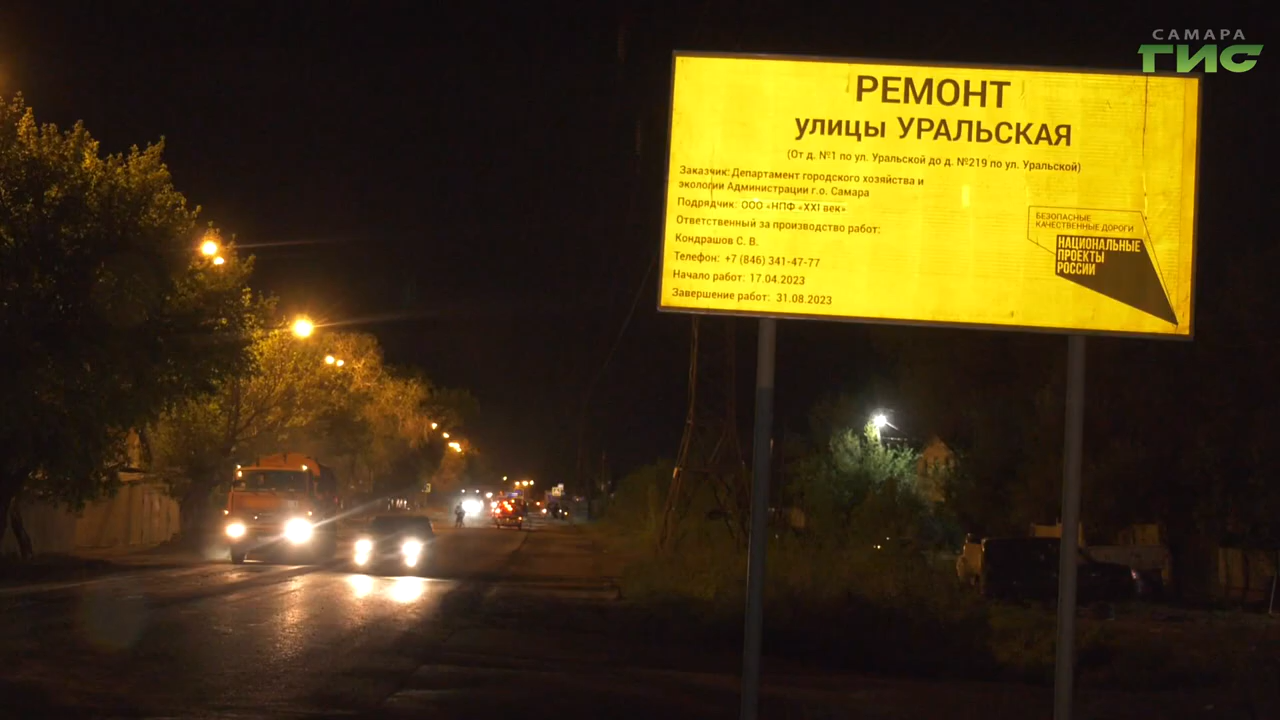 САМАРА
ГИС
РЕМОНТ
улицы УРАЛЬСКАЯ
(От д. №1 по ул. Уральской до д. №219 по ул. Уральской)
Заказчик: Департамент городского хозяйства и
экологии Администрации г.о. Самара
Подрядчик: ООО «НПФ «XXI век»
Ответственный за производство работ:
Кондрашов С. В.
Телефон: +7 (846) 341-47-77
Начало работ: 17.04.2023
Завершение работ: 31.08.2023
БЕЗОПАСНЫЕ
КАЧЕСТВЕННЫЕ ДОРОГИ
НАЦИОНАЛЬНЫЕ
ПРОЕКТЫ
РОССИИ